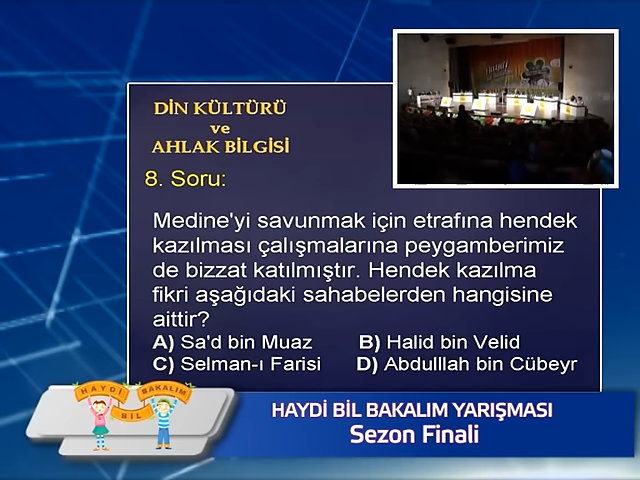 DİN KÜLTÜRÜ
ve
AHLAK BİLGİSİ
8. Soru:
Medine'yi savunmak için etrafına hendek
kazılması çalışmalarına peygamberimiz
de bizzat katılmıştır. Hendek kazılma
fikri aşağıdaki sahabelerden hangisine
aittir?
A) Sa'd bin Muaz B) Halid bin Velid
C) Selman-ı Farisi D) Abdulllah bin Cübeyr
HAYDİ BAKALIM
BİL
HAYDİ BİL BAKALIM YARIŞMASI
Sezon Finali